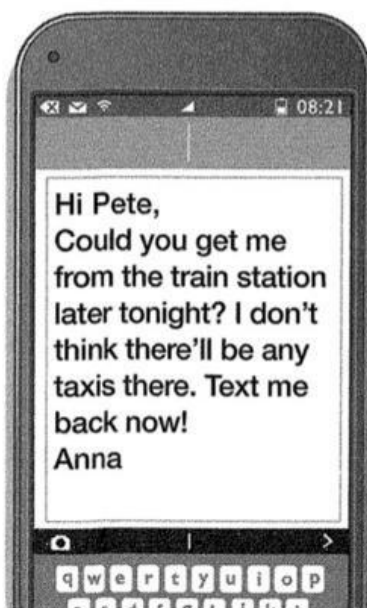 08:21
Hi Pete,
Could you get me
from the train station
later tonight? I don't
think there'll be any
taxis there. Text me
back now!
Anna
q w e r t y u i o p